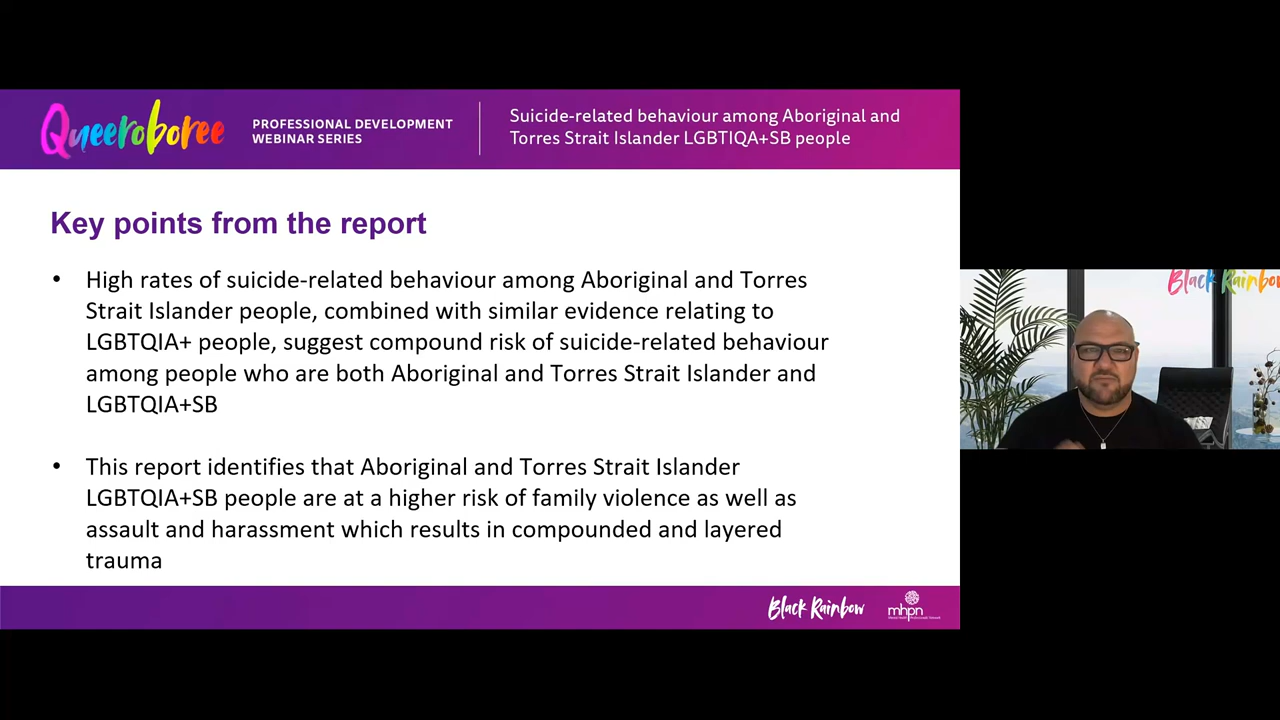 Queeroboree
PROFESSIONAL DEVELOPMENT
WEBINAR SERIES
Suicide-related behaviour among Aboriginal and
Torres Strait Islander LGBTIQA+SB people
Key points from the report
• High rates of suicide-related behaviour among Aboriginal and Torres
Strait Islander people, combined with similar evidence relating to
LGBTQIA+ people, suggest compound risk of suicide-related behaviour
among people who are both Aboriginal and Torres Strait Islander and
LGBTQIA+SB
• This report identifies that Aboriginal and Torres Strait Islander
LGBTQIA+SB people are at a higher risk of family violence as well as
assault and harassment which results in compounded and layered
trauma
Black Rainbow
mhpn
Mental Health Professionals' Network
Black Rainbow